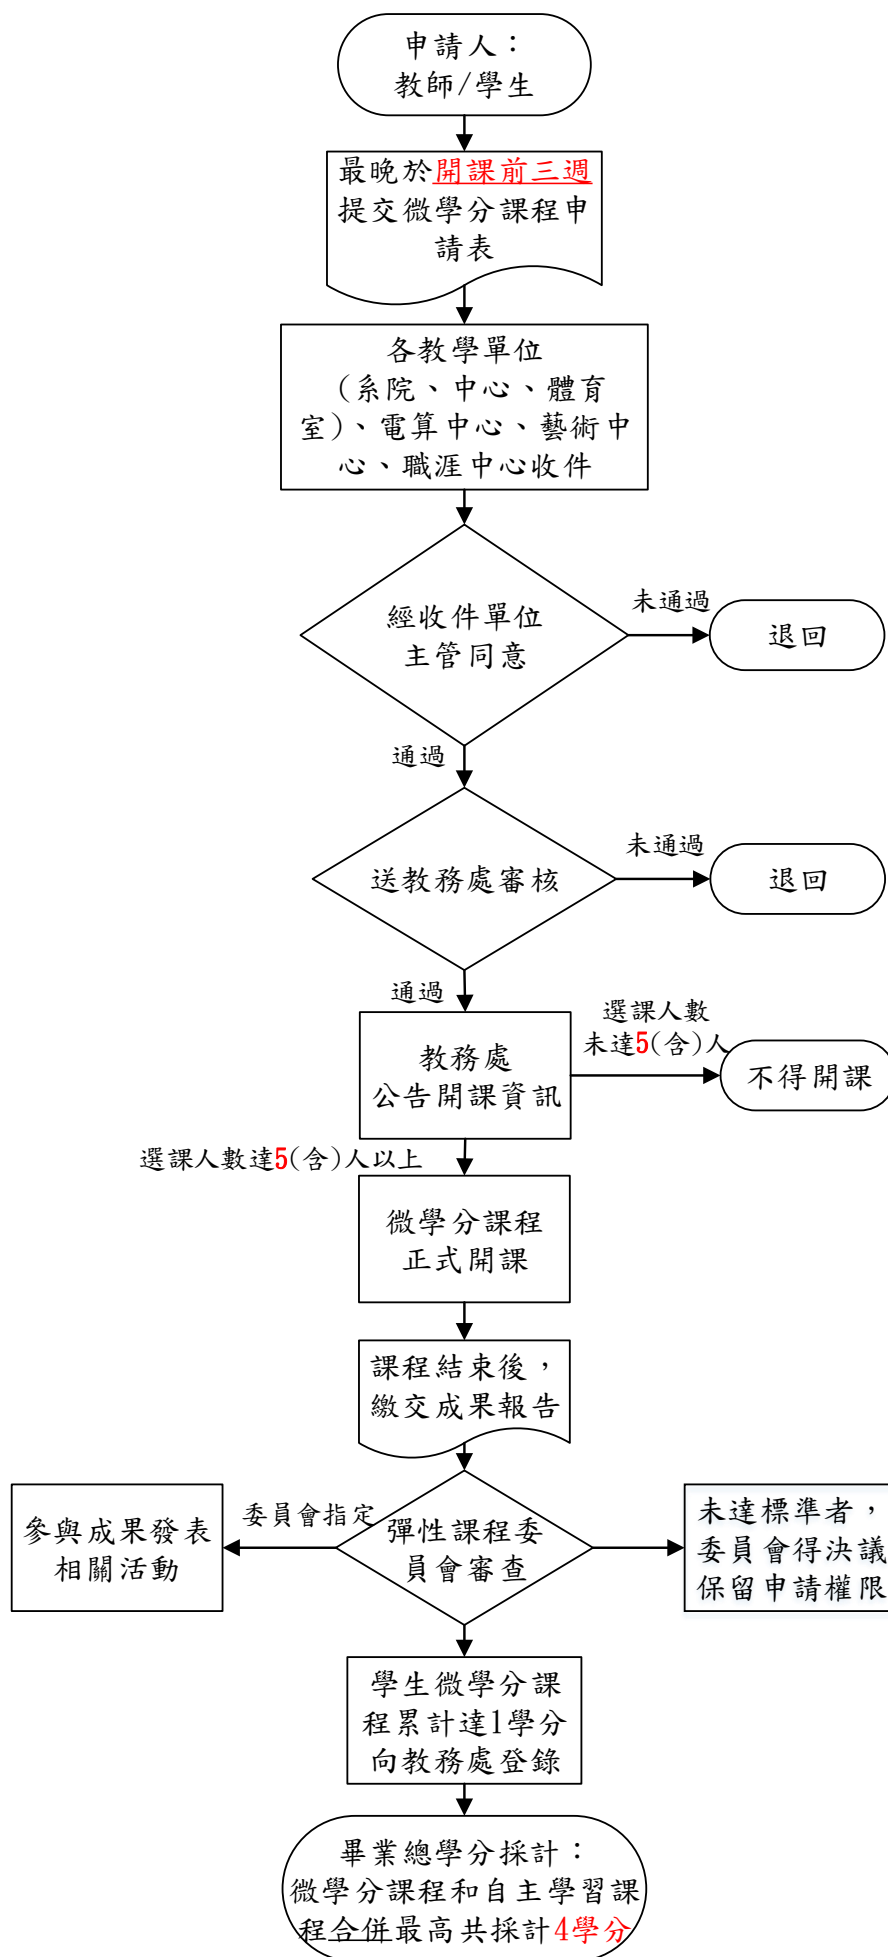 申請人：
教師/學生
最晚於開課前三週
提交微學分課程申
請表
各教學單位
(系院、中心、體育
室)、電算中心、藝術中
心、職涯中心收件
經收件單位
主管同意
未通過
退回
通過
送教務處審核
未通過
退回
通過
教務處
公告開課資訊
選課人數
未達5(含)人
不得開課
選課人數達5(含)人以上
微學分課程
正式開課
課程結束後，
繳交成果報告
彈性課程委
員會審查
委員會指定
參與成果發表
相關活動
未達標準者，
委員會得決議
保留申請權限
學生微學分課
程累計達1學分
向教務處登錄
畢業總學分採計：
微學分課程和自主學習課
程合併最高共採計4學分